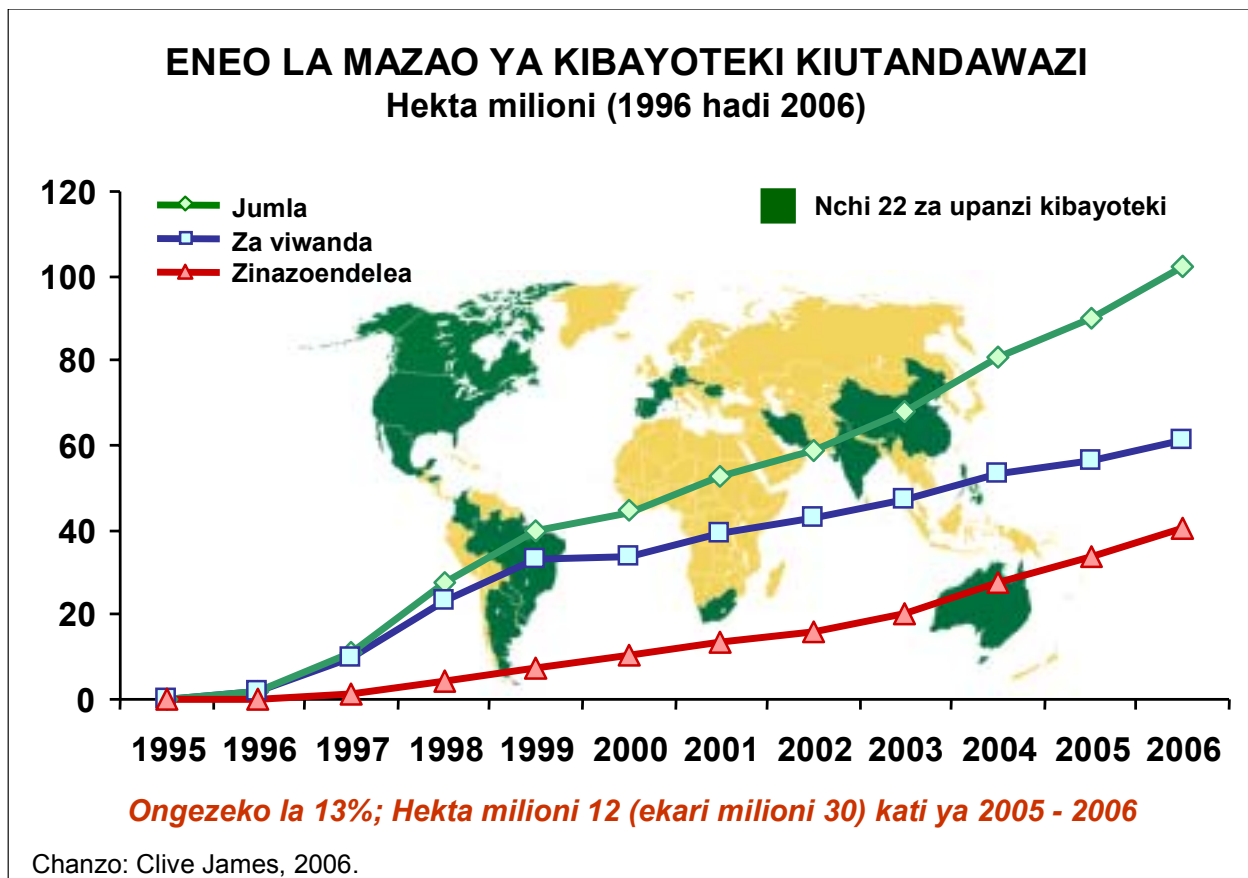 ENEO LA MAZAO YA KIBAYOTEKI KIUTANDAWAZI
Hekta milioni (1996 hadi 2006)
120
100
80
60
40
20
0
Jumla
Za viwanda
Zinazoendelea
Nchi 22 za upanzi kibayoteki
1995 1996 1997 1998 1999 2000 2001 2002 2003 2004 2005 2006
Ongezeko la 13%; Hekta milioni 12 (ekari milioni 30) kati ya 2005 - 2006
Chanzo: Clive James, 2006.